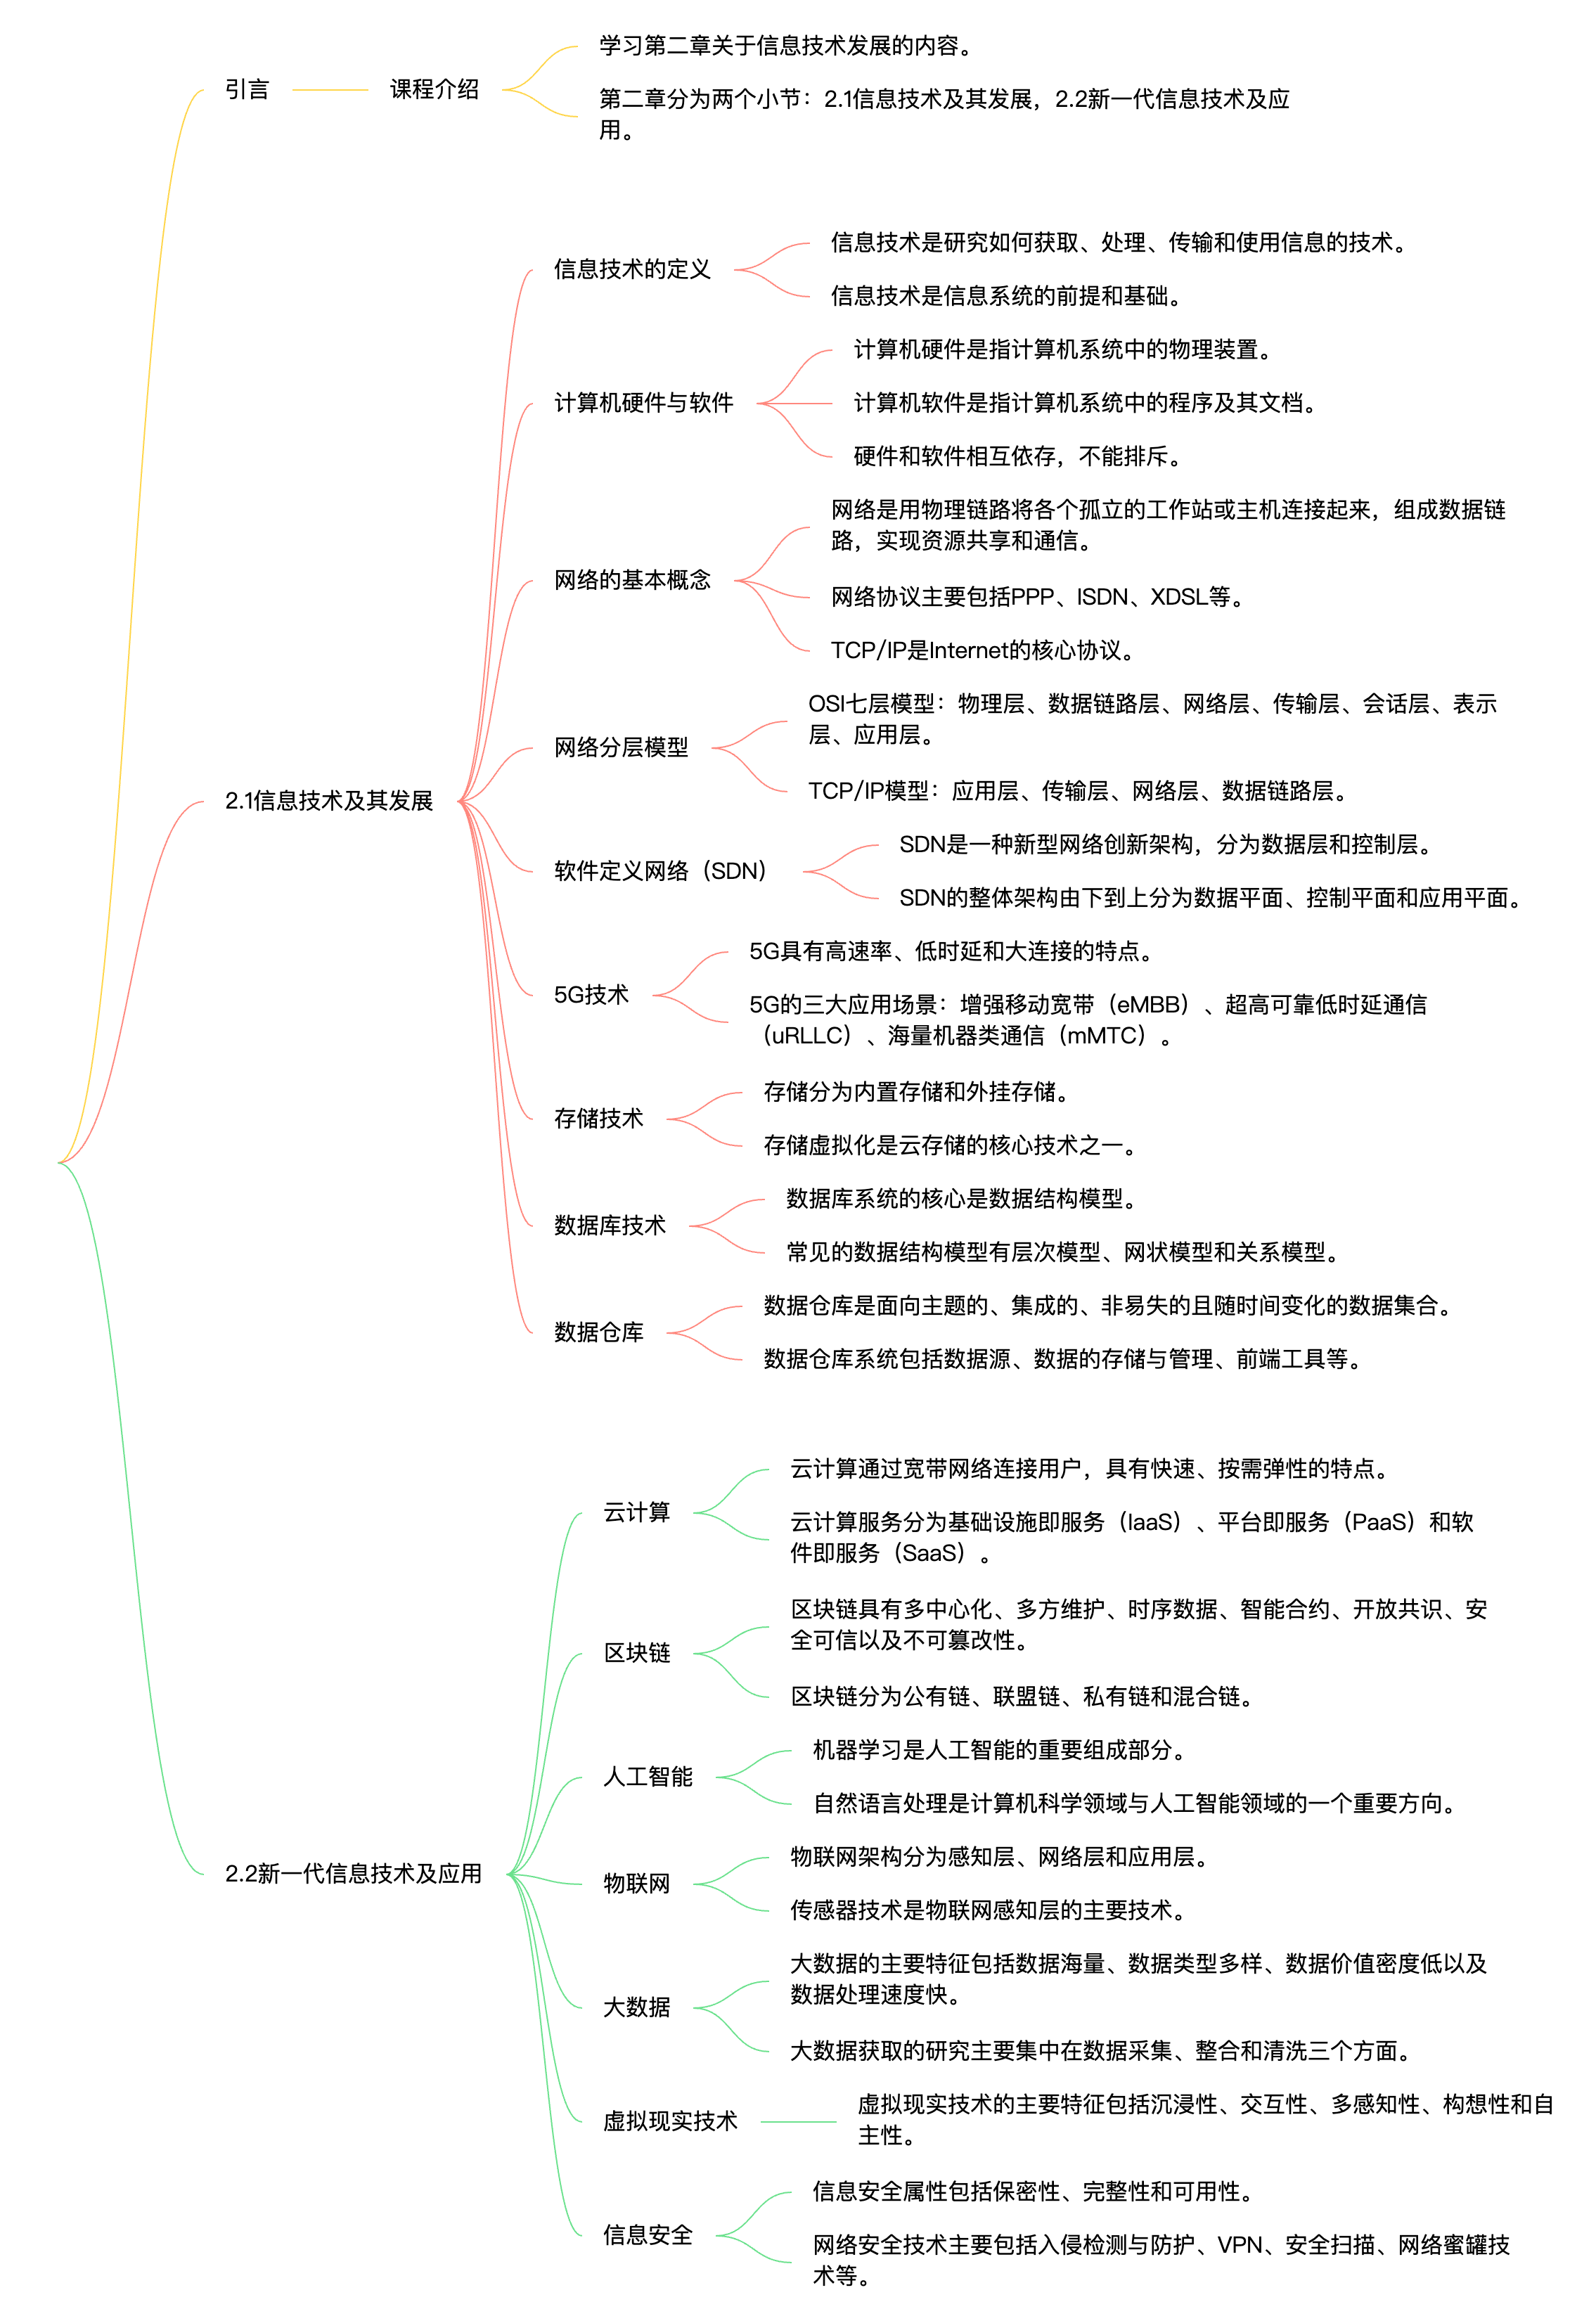 引言
课程介绍
学习第二章关于信息技术发展的内容。
第二章分为两个小节：2.1信息技术及其发展，2.2新一代信息技术及应
用。
2.1信息技术及其发展
信息技术的定义
信息技术是研究如何获取、处理、传输和使用信息的技术。
信息技术是信息系统的前提和基础。
计算机硬件与软件
计算机硬件是指计算机系统中的物理装置。
计算机软件是指计算机系统中的程序及其文档。
硬件和软件相互依存，不能排斥。
网络的基本概念
网络是用物理链路将各个孤立的工作站或主机连接起来，组成数据链
路，实现资源共享和通信。
网络协议主要包括PPP、ISDN、XDSL等。
TCP/IP是Internet的核心协议。
网络分层模型
OSI七层模型：物理层、数据链路层、网络层、传输层、会话层、表示
层、应用层。
TCP/IP模型：应用层、传输层、网络层、数据链路层。
软件定义网络（SDN）
SDN是一种新型网络创新架构，分为数据层和控制层。
SDN的整体架构由下到上分为数据平面、控制平面和应用平面。
5G技术
5G具有高速率、低时延和大连接的特点。
5G的三大应用场景：增强移动宽带（eMBB）、超高可靠低时延通信
（uRLLC）、海量机器类通信（mMTC）。
存储技术
存储分为内置存储和外挂存储。
存储虚拟化是云存储的核心技术之一。
数据库技术
数据库系统的核心是数据结构模型。
常见的数据结构模型有层次模型、网状模型和关系模型。
数据仓库
数据仓库是面向主题的、集成的、非易失的且随时间变化的数据集合。
数据仓库系统包括数据源、数据的存储与管理、前端工具等。
2.2新一代信息技术及应用
云计算
云计算通过宽带网络连接用户，具有快速、按需弹性的特点。
云计算服务分为基础设施即服务（IaaS）、平台即服务（PaaS）和软
件即服务（SaaS）。
区块链
区块链具有多中心化、多方维护、时序数据、智能合约、开放共识、安
全可信以及不可篡改性。
区块链分为公有链、联盟链、私有链和混合链。
人工智能
机器学习是人工智能的重要组成部分。
自然语言处理是计算机科学领域与人工智能领域的一个重要方向。
物联网
物联网架构分为感知层、网络层和应用层。
传感器技术是物联网感知层的主要技术。
大数据
大数据的主要特征包括数据海量、数据类型多样、数据价值密度低以及
数据处理速度快。
大数据获取的研究主要集中在数据采集、整合和清洗三个方面。
虚拟现实技术
虚拟现实技术的主要特征包括沉浸性、交互性、多感知性、构想性和自
主性。
信息安全
信息安全属性包括保密性、完整性和可用性。
网络安全技术主要包括入侵检测与防护、VPN、安全扫描、网络蜜罐技
术等。